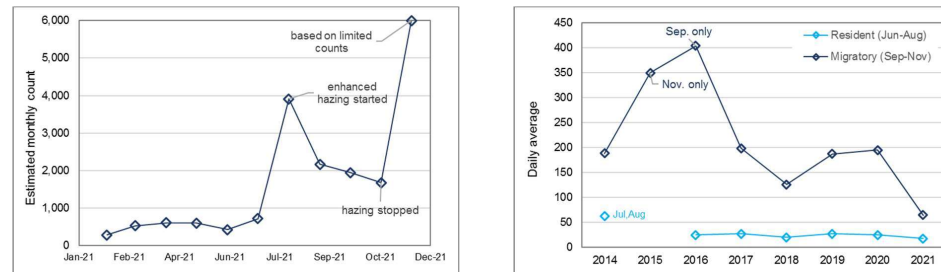 Estimated monthly count
6,000
5,000
4,000
3,000
2,000
1,000
0
based on limited
counts
enhanced
hazing started
hazing stopped
Jan-21
Feb-21
Apr-21
Jun-21
Jul-21
Sep-21
Oct-21
Dec-21
Daily average
450
400
350
300
250
200
150
100
50
0
Sep. only
Nov. only
Jul,Aug
Resident (Jun-Aug)
Migratory (Sep-Nov)
2014
2015
2016
2017
2018
2019
2020
2021